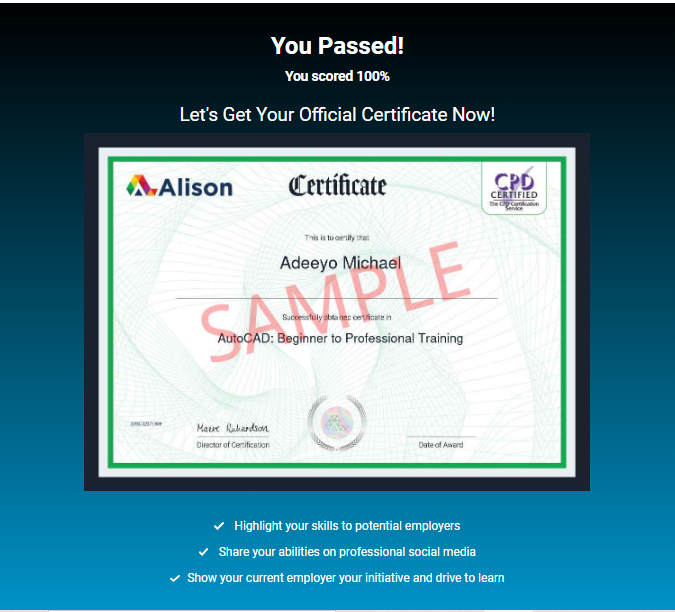 You Passed!
You scored 100%
Let's Get Your Official Certificate Now!
Alison
Certificate
CPD
CERTIFIED
The CPD Certification
Service
This is to certify that
Adeeyo Michael
SAMPLE
Successfully obtained certificate in
AutoCAD: Beginner to Professional Training
Maeve Richardson
Director of Certification
Date of Award
Highlight your skills to potential employers
Share your abilities on professional social media
Show your current employer your initiative and drive to learn